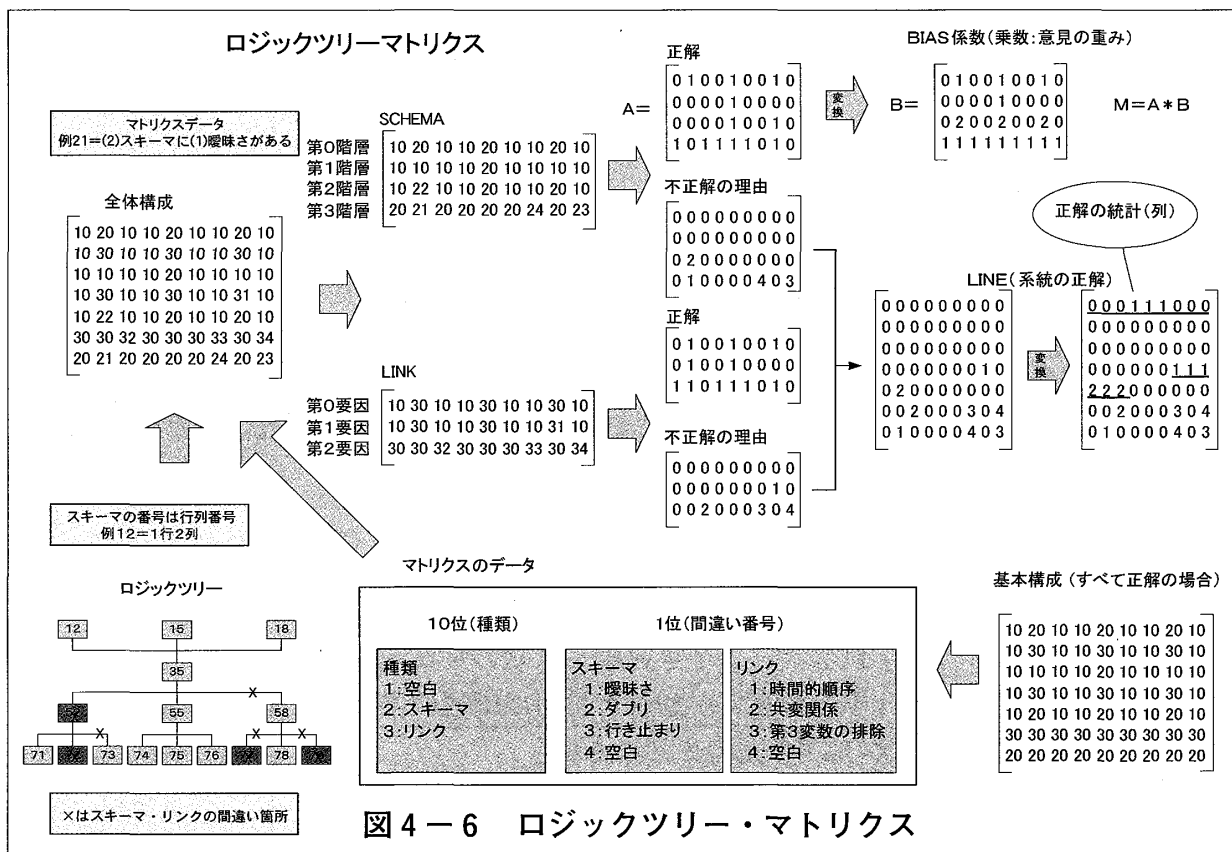 ロジックツリーマトリクス
マトリクスデータ
例21=(2)スキーマに(1)曖昧さがある
全体構成
10 20 10 10 20 10 10 20 10
10 30 10 10 30 10 10 30 10
10 10 10 10 20 10 10 10 10
10 30 10 10 30 10 10 31 10
10 22 10 10 20 10 10 20 10
30 30 32 30 30 30 33 30 34
20 21 20 20 20 20 24 20 23
SCHEMA
第0階層 10 20 10 10 20 10 10 20 10
第1階層 10 10 10 10 20 10 10 10 10
第2階層 10 22 10 10 20 10 10 20 10
第3階層 20 21 20 20 20 20 24 20 23
LINK
第0要因 10 30 10 10 30 10 10 30 10
第1要因 10 30 10 10 30 10 10 31 10
第2要因 30 30 32 30 30 30 33 30 34
正解
A=
0 1 0 0 1 0 0 1 0
0 0 0 0 1 0 0 0 0
0 0 0 0 1 0 0 1 0
1 0 1 1 1 1 0 1 0
変換
BIAS係数(乗数:意見の重み)
B=
0 1 0 0 1 0 0 1 0
0 0 0 0 1 0 0 0 0
0 2 0 0 2 0 0 2 0
1 1 1 1 1 1 1 1 1
M=A*B
不正解の理由
0 0 0 0 0 0 0 0 0
0 0 0 0 0 0 0 0 0
0 2 0 0 0 0 0 0 0
0 1 0 0 0 0 4 0 3
正解
0 1 0 0 1 0 0 1 0
0 1 0 0 1 0 0 0 0
1 1 0 1 1 1 0 1 0
不正解の理由
0 0 0 0 0 0 0 0 0
0 0 0 0 0 0 0 1 0
0 0 2 0 0 0 3 0 4
正解の統計(列)
LINE(系統の正解)
0 0 0 0 0 0 0 0 0
0 0 0 0 0 0 0 0 0
0 0 0 0 0 0 0 0 0
0 0 0 0 0 0 0 1 0
0 2 0 0 0 0 0 0 0
0 0 2 0 0 0 3 0 4
0 1 0 0 0 0 4 0 3
変換
0 0 0 1 1 1 0 0 0
0 0 0 0 0 0 0 0 0
0 0 0 0 0 0 0 0 0
0 0 0 0 0 0 1 1 1
2 2 2 0 0 0 0 0 0
0 0 2 0 0 0 3 0 4
0 1 0 0 0 0 4 0 3
スキーマの番号は行列番号
例12=1行2列
ロジックツリー
12 15 18
35
X
52 55 58
X X X
71 72 73 74 75 76 78
×はスキーマ・リンクの間違い箇所
マトリクスのデータ
10位(種類)
種類
1:空白
2:スキーマ
3:リンク
1位(間違い番号)
スキーマ
1:曖昧さ
2:ダブリ
3:行き止まり
4:空白
リンク
1:時間的順序
2:共変関係
3:第3変数の排除
4:空白
基本構成(すべて正解の場合)
10 20 10 10 20 10 10 20 10
10 30 10 10 30 10 10 30 10
10 10 10 10 20 10 10 10 10
10 30 10 10 30 10 10 30 10
10 20 10 10 20 10 10 20 10
30 30 30 30 30 30 30 30 30
20 20 20 20 20 20 20 20 20
図4-6 ロジックツリー・マトリクス